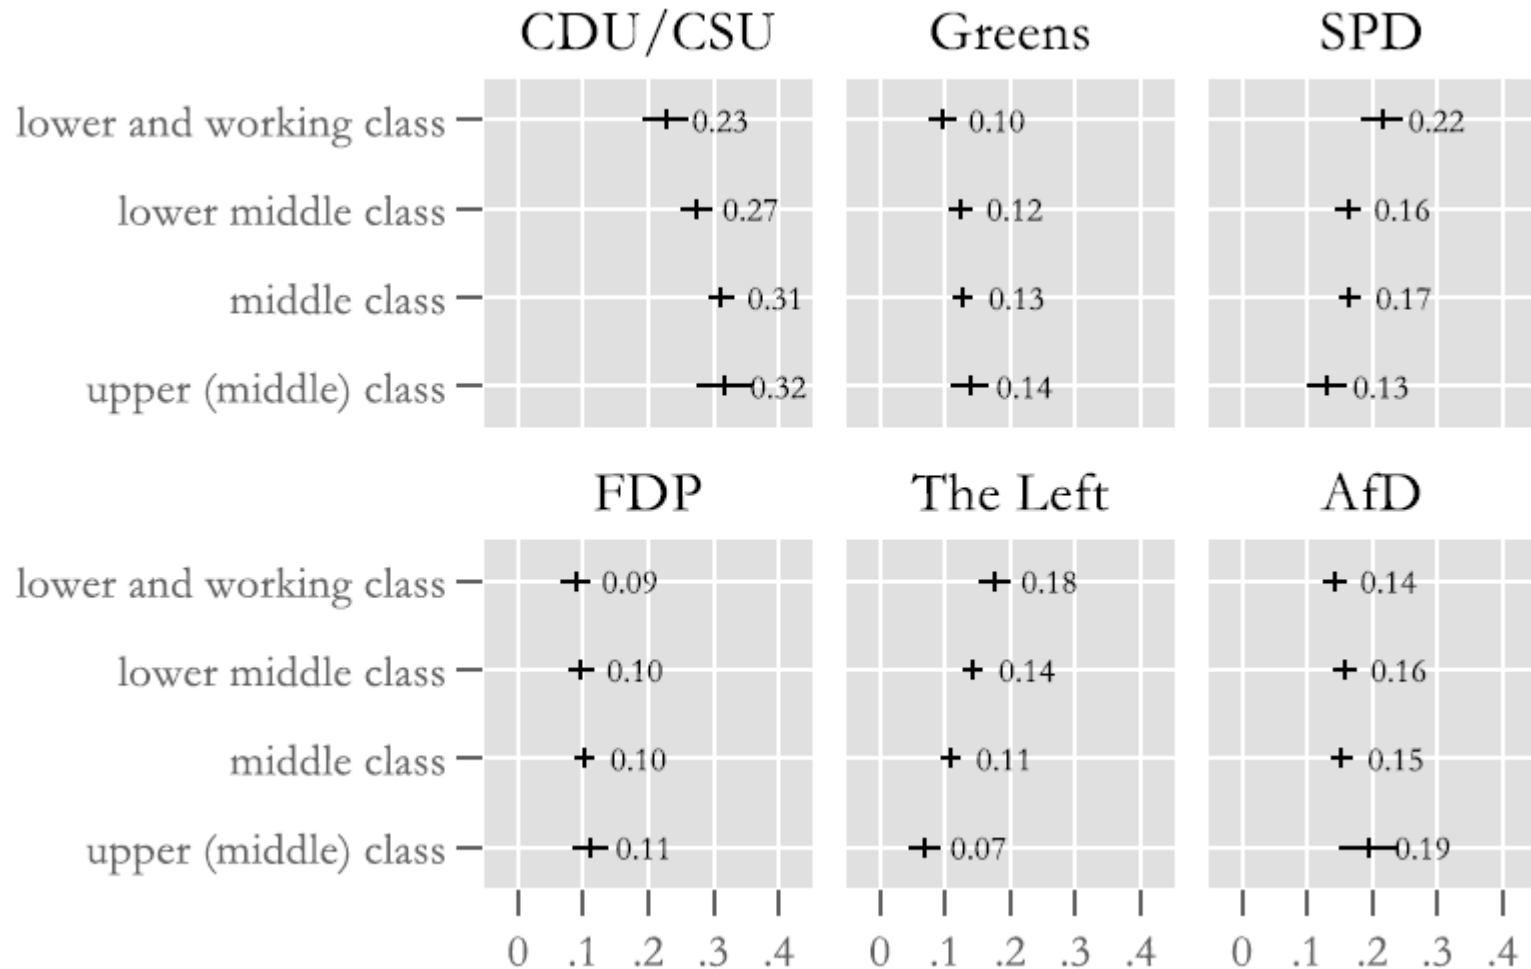 CDU/CSU Greens SPD
lower and working class 0.23 0.10 0.22
lower middle class 0.27 0.12 0.16
middle class 0.31 0.13 0.17
upper (middle) class 0.32 0.14 0.13
FDP The Left AfD
lower and working class 0.09 0.18 0.14
lower middle class 0.10 0.14 0.16
middle class 0.10 0.11 0.15
upper (middle) class 0.11 0.07 0.19
0 .1 .2 .3 .4 0 .1 .2 .3 .4 0 .1 .2 .3 .4